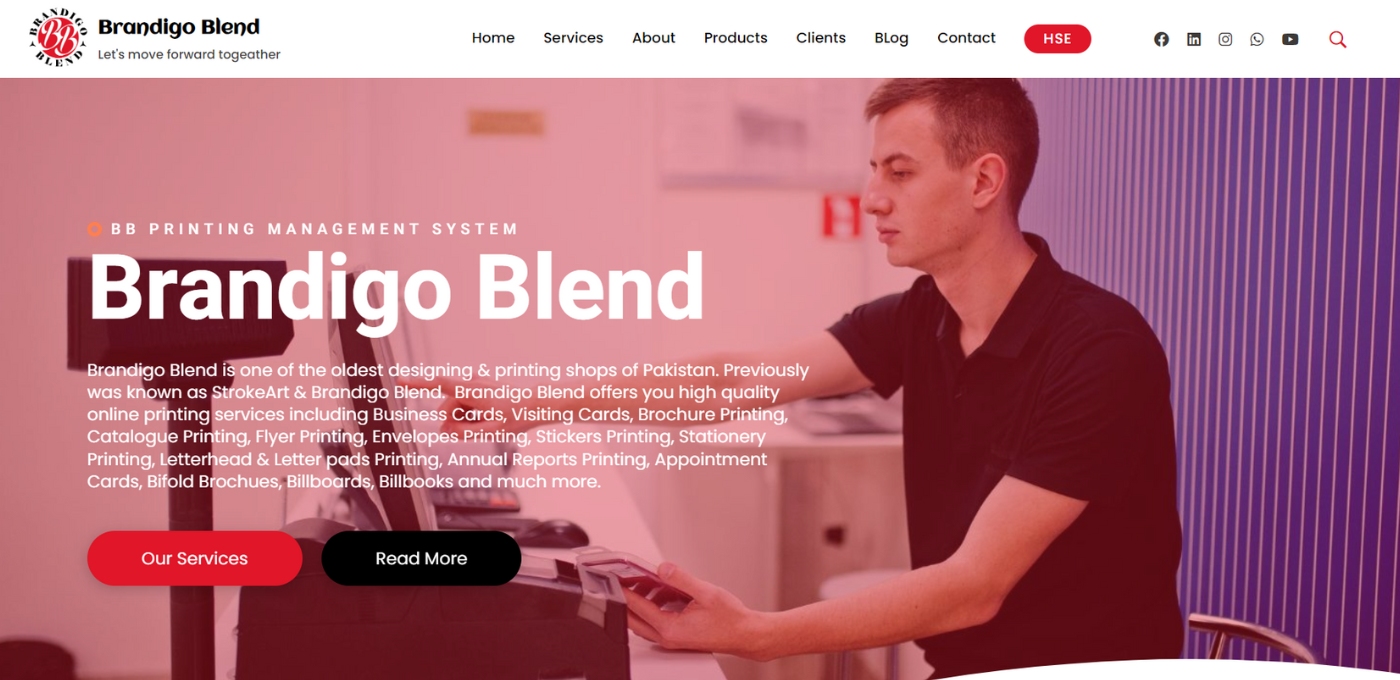 BRANDIGO
BB
BLEND
Brandigo Blend
Let's move forward togeather
Home Services About Products Clients BLog Contact HSE
BB PRINTING MANAGEMENT SYSTEM
Brandigo Blend
Brandigo Blend is one of the oldest designing & printing shops of Pakistan. Previously
was known as StrokeArt & Brandigo Blend. Brandigo Blend offers you high quality
online printing services including Business Cards, Visiting Cards, Brochure Printing,
Catalogue Printing, Flyer Printing, Envelopes Printing, Stickers Printing, Stationery
Printing, Letterhead & Letter pads Printing, Annual Reports Printing, Appointment
Cards, Bifold Brochues, Billboards, Billbooks and much more.
Our Services Read More